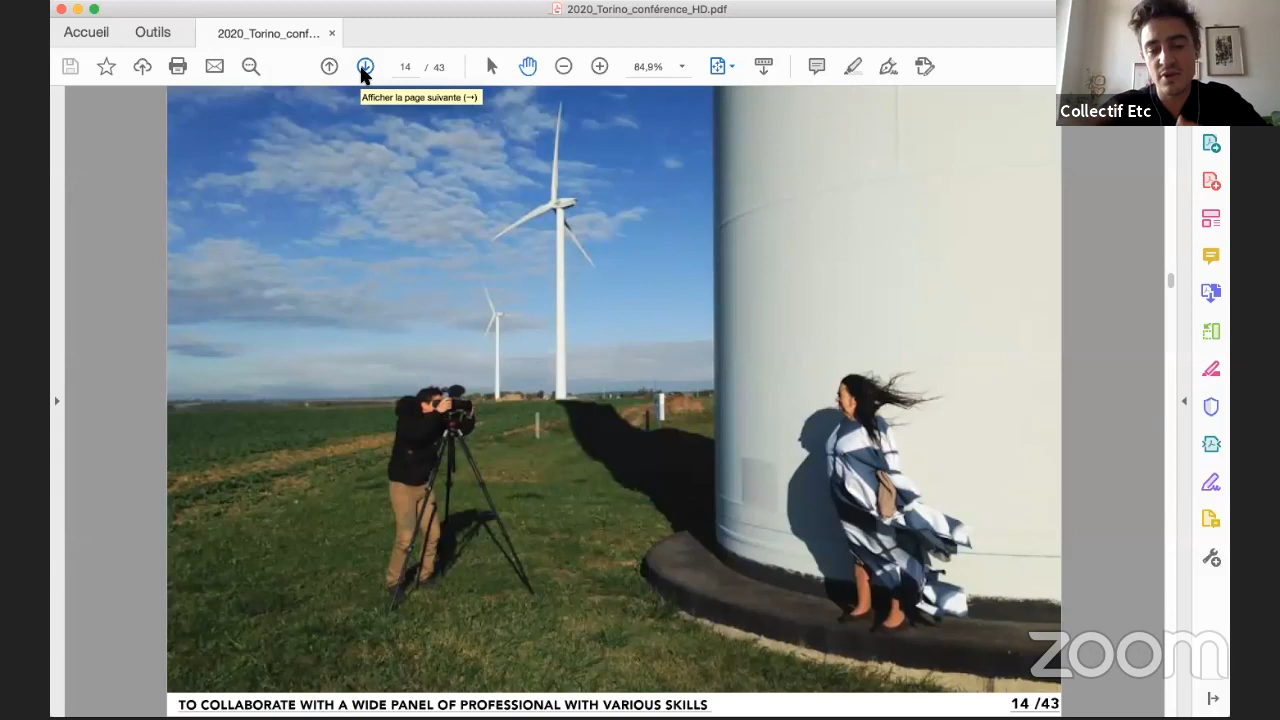 2020_Torino_conférence_HD.pdf
Accueil
Outils
2020_Torino_conf...
14 / 43
84,9%
Afficher la page suivante (→)
Collectif Etc
zoom
TO COLLABORATE WITH A WIDE PANEL OF PROFESSIONAL WITH VARIOUS SKILLS
14 /43